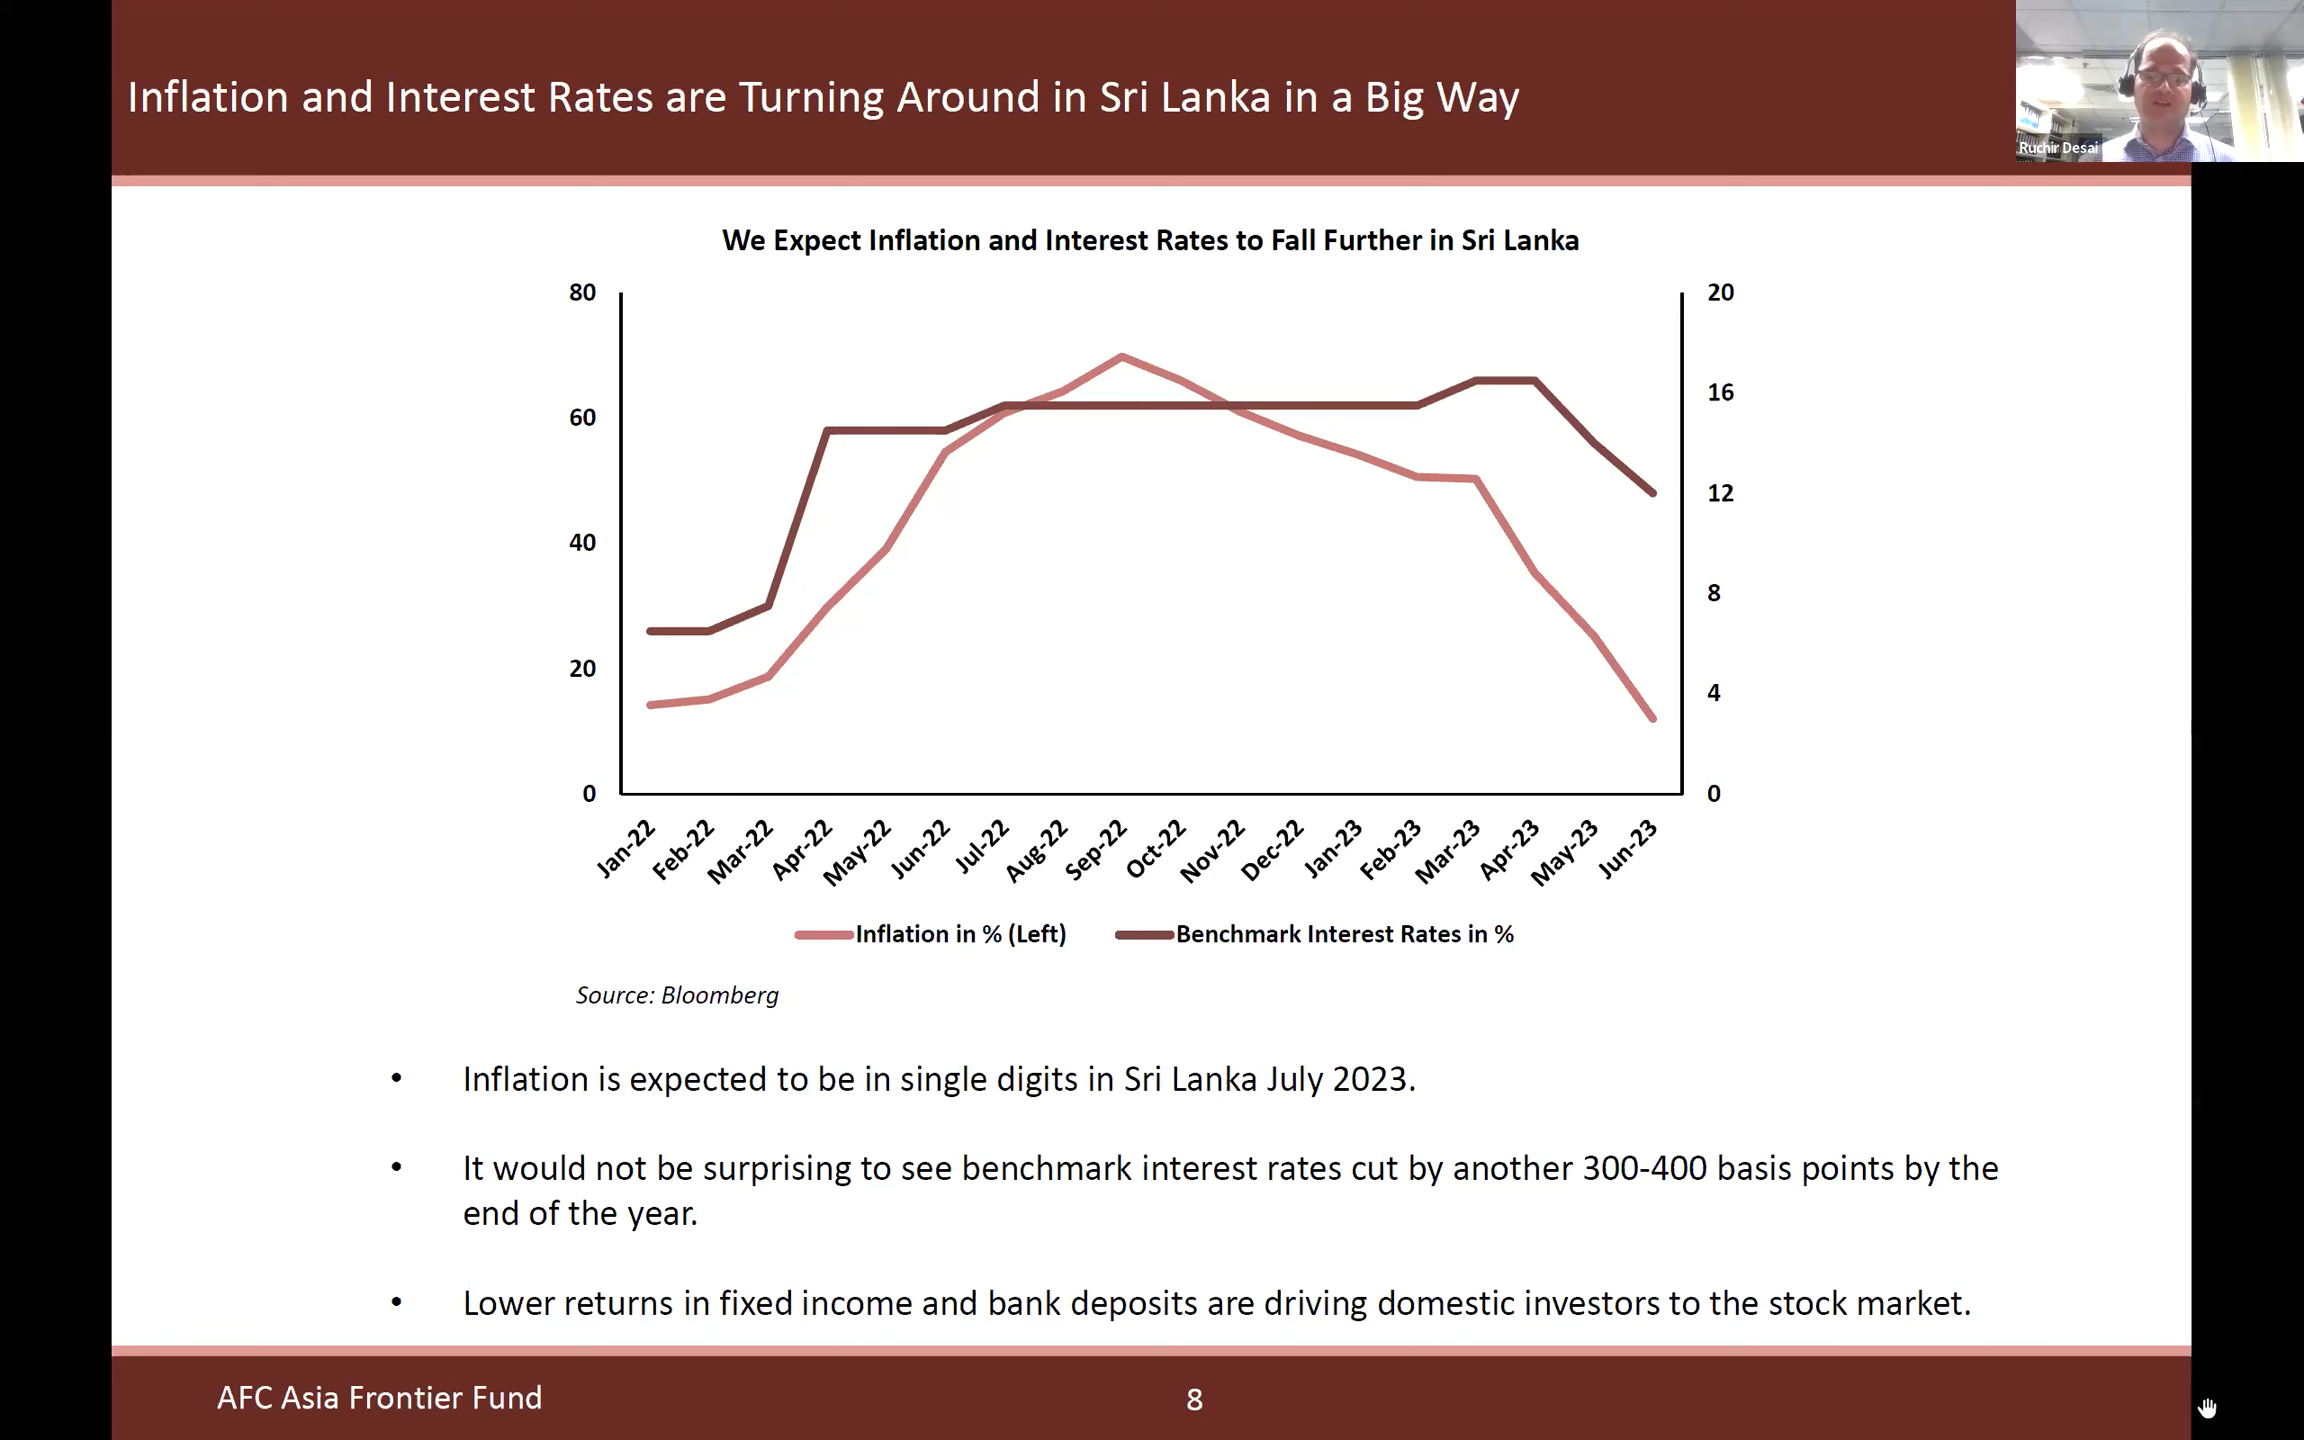 Inflation and Interest Rates are Turning Around in Sri Lanka in a Big Way
Ruchir Desai
We Expect Inflation and Interest Rates to Fall Further in Sri Lanka
80
60
40
20
0
20
16
12
8
4
0
Jan-22
Feb-22
Mar-22
Apr-22
May-22
Jun-22
Jul-22
Aug-22
Sep-22
Oct-22
Nov-22
Dec-22
Jan-23
Feb-23
Mar-23
Apr-23
May-23
Jun-23
Inflation in % (Left)
Benchmark Interest Rates in %
Source: Bloomberg
• Inflation is expected to be in single digits in Sri Lanka July 2023.
• It would not be surprising to see benchmark interest rates cut by another 300-400 basis points by the
end of the year.
• Lower returns in fixed income and bank deposits are driving domestic investors to the stock market.
AFC Asia Frontier Fund
8